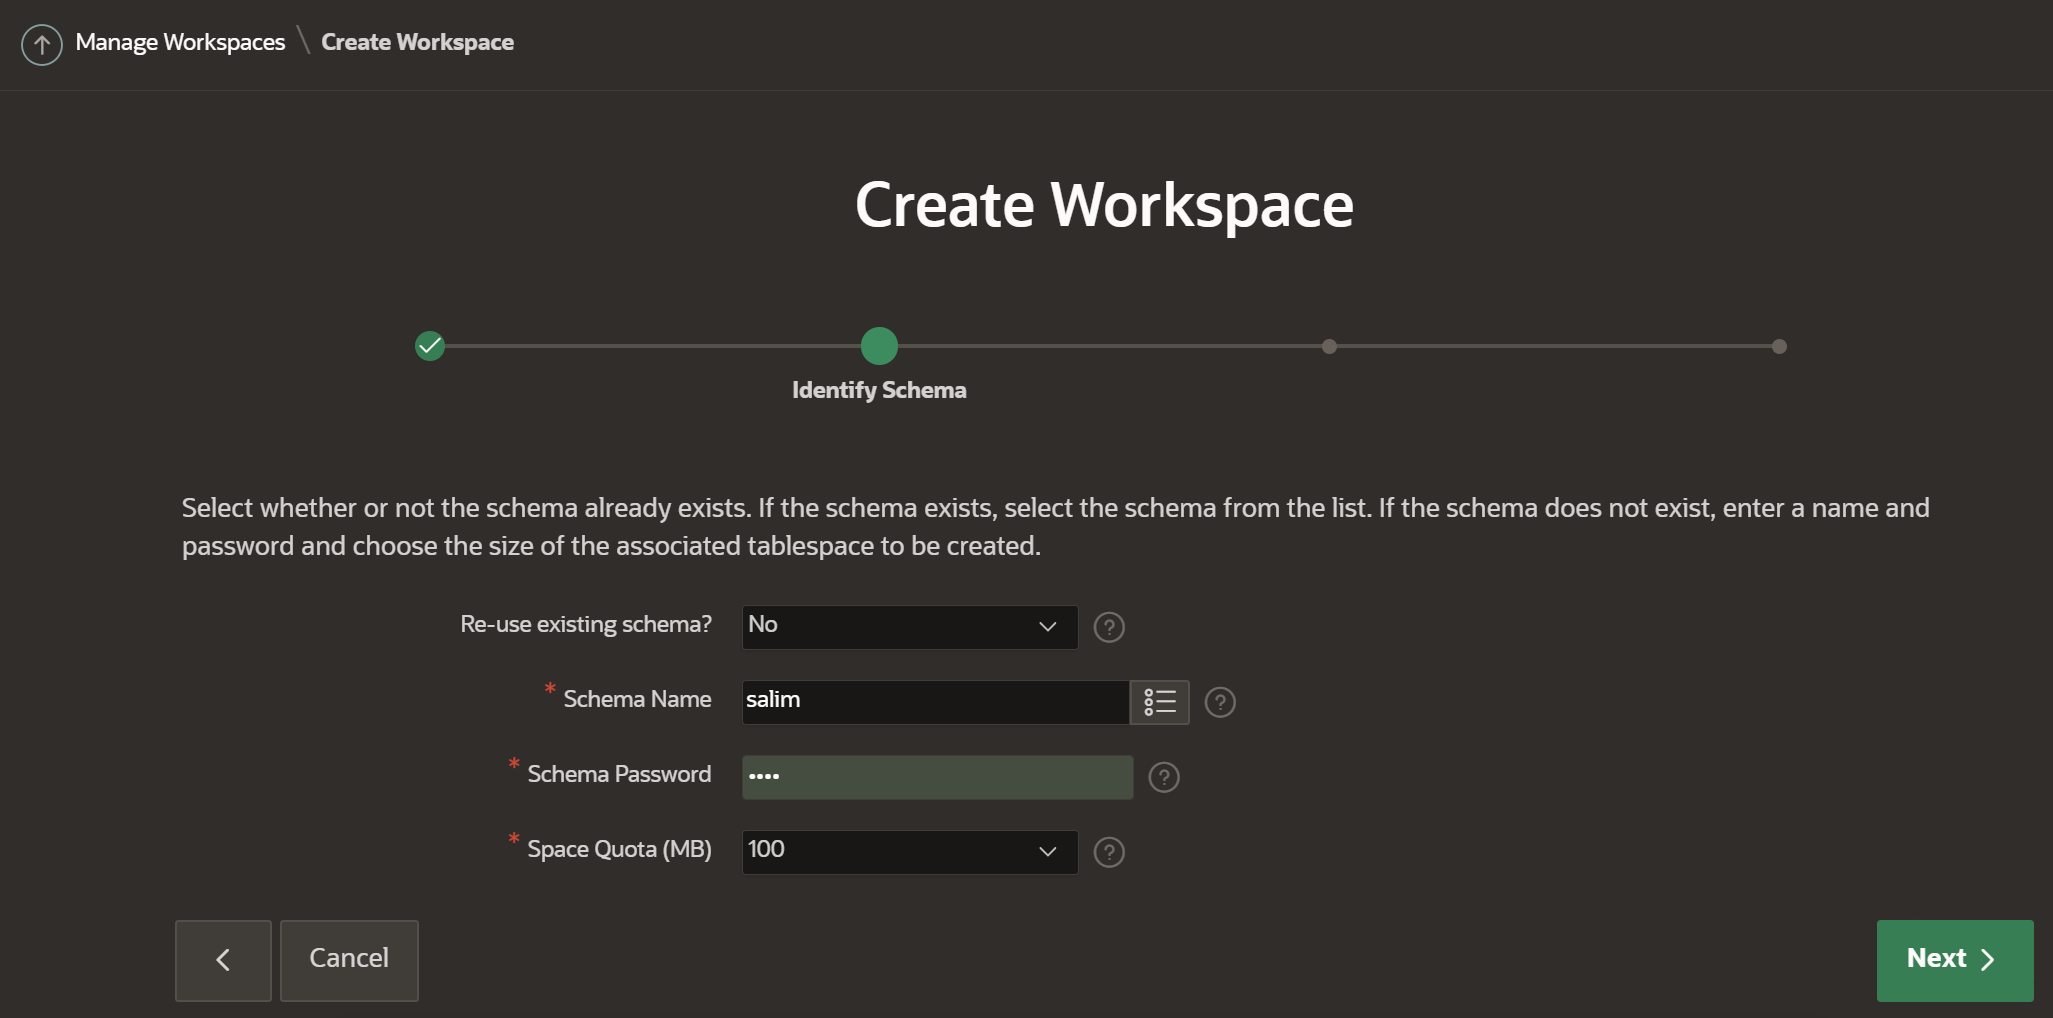 Manage Workspaces \ Create Workspace
Create Workspace
Identify Schema
Select whether or not the schema already exists. If the schema exists, select the schema from the list. If the schema does not exist, enter a name and
password and choose the size of the associated tablespace to be created.
Re-use existing schema? No ?
* Schema Name salim ?
* Schema Password •••• ?
* Space Quota (MB) 100 ?
Cancel Next